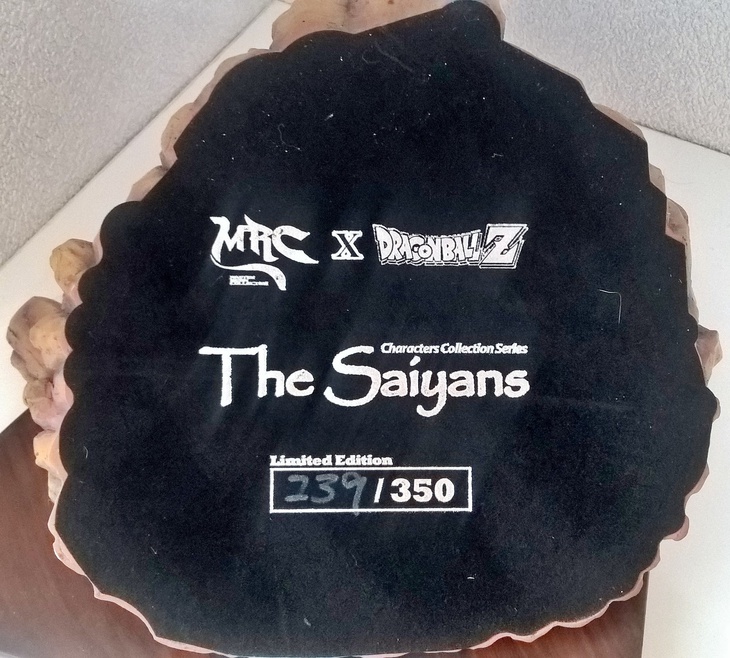 MRC X DRAGONBALL Z
Characters Collection Series
The Saiyans
Limited Edition
239/350